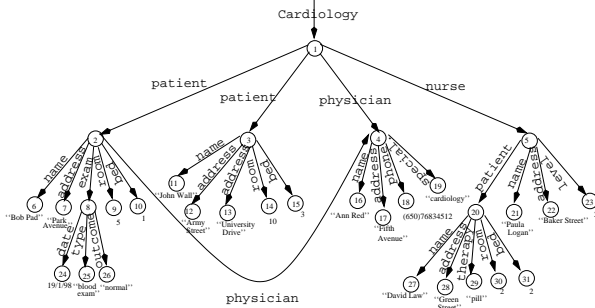 Cardiology
1
patient
patient
physician
nurse
2
3
4
5
name
address
exam
room
bed
name
address
address
room
bed
name
address
phone
special
patient
name
address
level
6
7
8
9
10
11
12
13
14
15
16
17
18
19
20
21
22
23
"Bob Pad"
"Park
Avenue"
5
1
"John Wall"
"Army
Street"
"University
Drive"
10
3
"Ann Red"
"Fifth
Avenue"
(650)76834512
"cardiology"
"Paula
Logan"
"Baker Street"
date
type
outcome
name
address
therapy
room
bed
24
25
26
27
28
29
30
31
19/1/98
"blood
exam"
"normal"
"David Law"
"Green
Street"
"pill"
2
2
physician